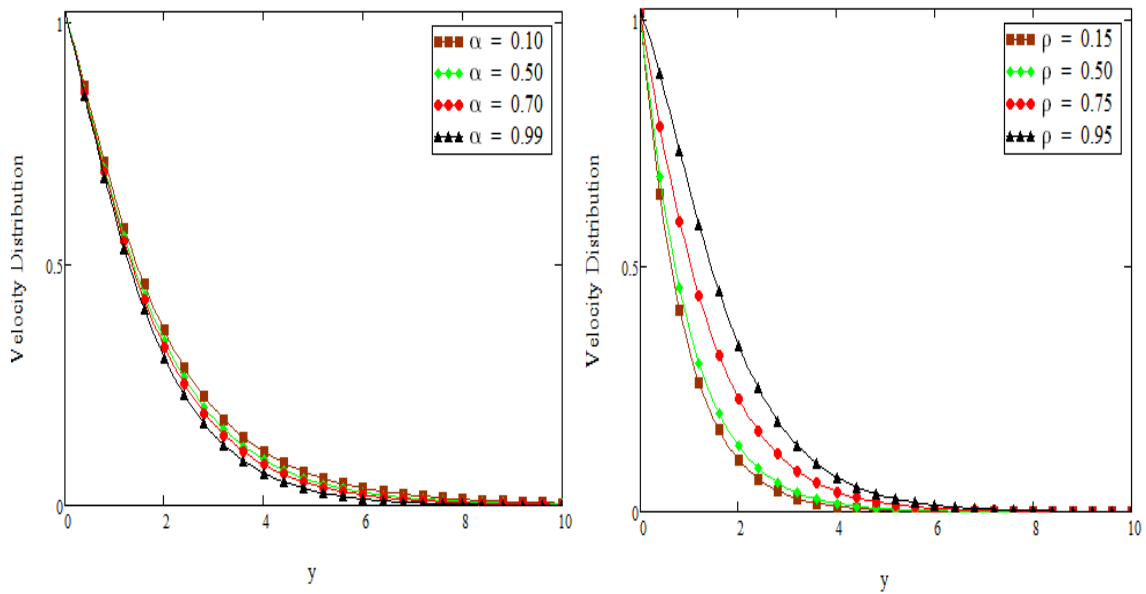 1
α = 0.10
α = 0.50
α = 0.70
α = 0.99
Velocity Distribution
0.5
0
0 2 4 6 8 10
y
1
ρ = 0.15
ρ = 0.50
ρ = 0.75
ρ = 0.95
Velocity Distribution
0.5
0
0 2 4 6 8 10
y